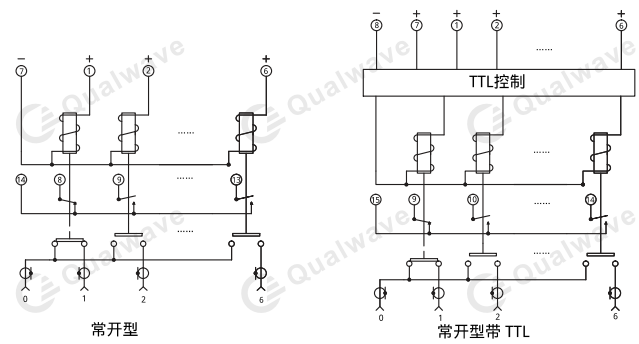 − + + +
7 1 2 6
......
14 8 9 13
......
......
0 1 2 6
常开型
− + + + +
8 7 1 2 6
......
TTL控制
......
15 9 10 14
......
......
0 1 2 6
常开型带 TTL
Qualwave
Qualwave
Qualwave
Qualwave
Qualwave
Qualwave